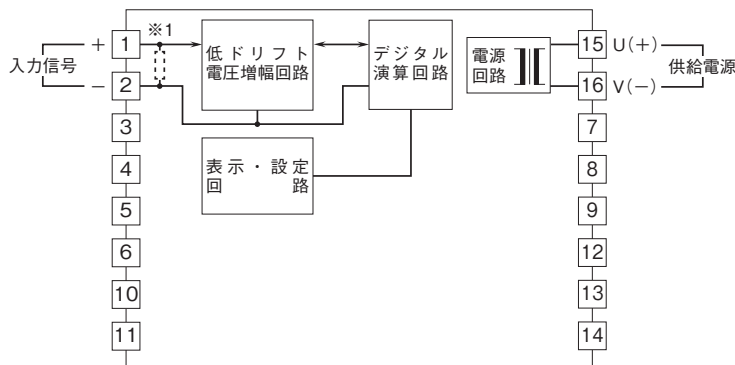 ※1
+ 1
入力信号
− 2
3
4
5
6
10
11
低ドリフト
電圧増幅回路
デジタル
演算回路
表示・設定
回 路
電源
回路
15 U(+)
供給電源
16 V(−)
7
8
9
12
13
14